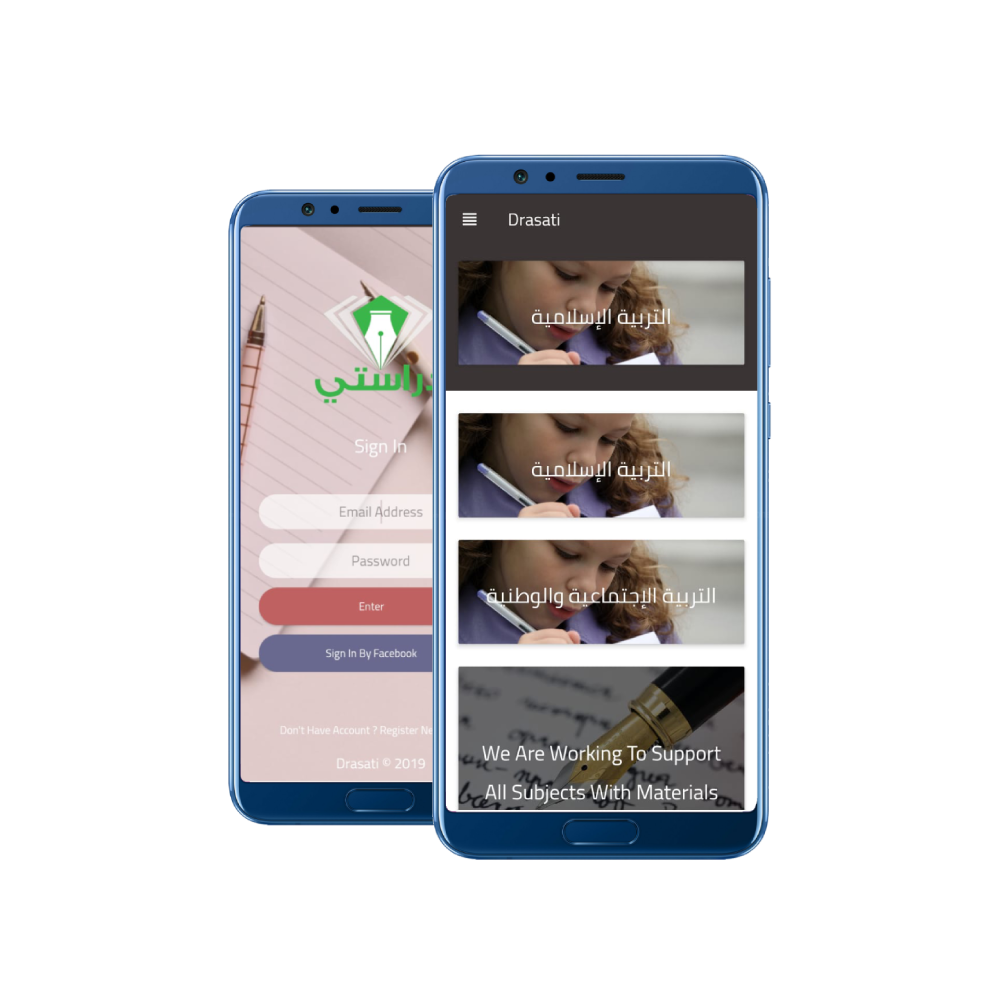 دراستي
Sign In
Email Address
Password
Enter
Sign In By Facebook
Don't Have Account ? Register
Drasati © 2019
Drasati
التربية الإسلامية
التربية الإسلامية
التربية الإجتماعية والوطنية
We Are Working To Support
All Subjects With Materials